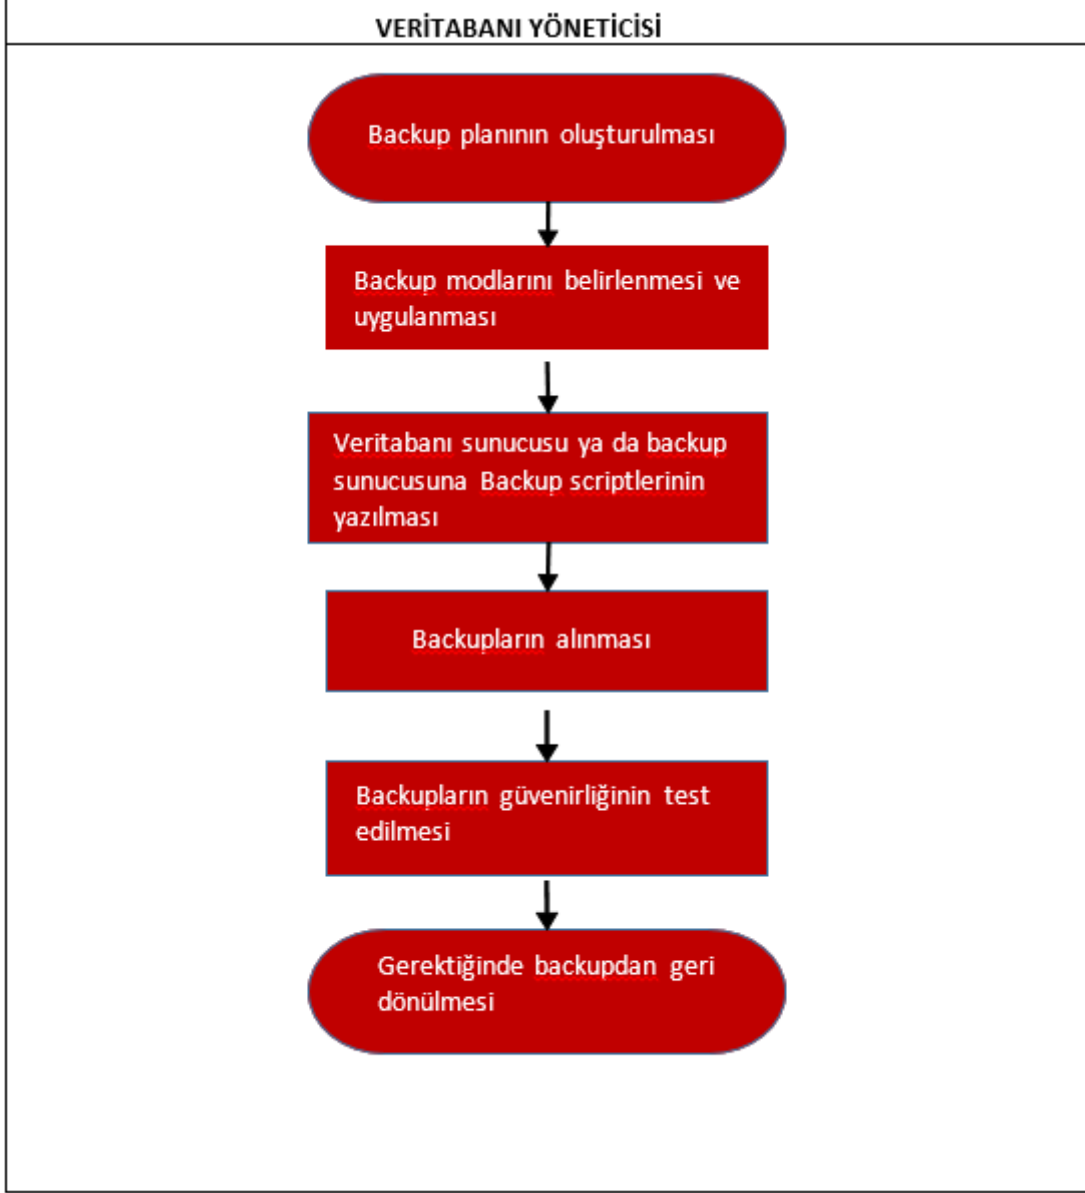 VERİTABANI YÖNETİCİSİ
Backup planının oluşturulması
Backup modlarını belirlenmesi ve
uygulanması
Veritabanı sunucusu ya da backup
sunucusuna Backup scriptlerinin
yazılması
Backupların alınması
Backupların güvenirliğinin test
edilmesi
Gerektiğinde backupdan geri
dönülmesi